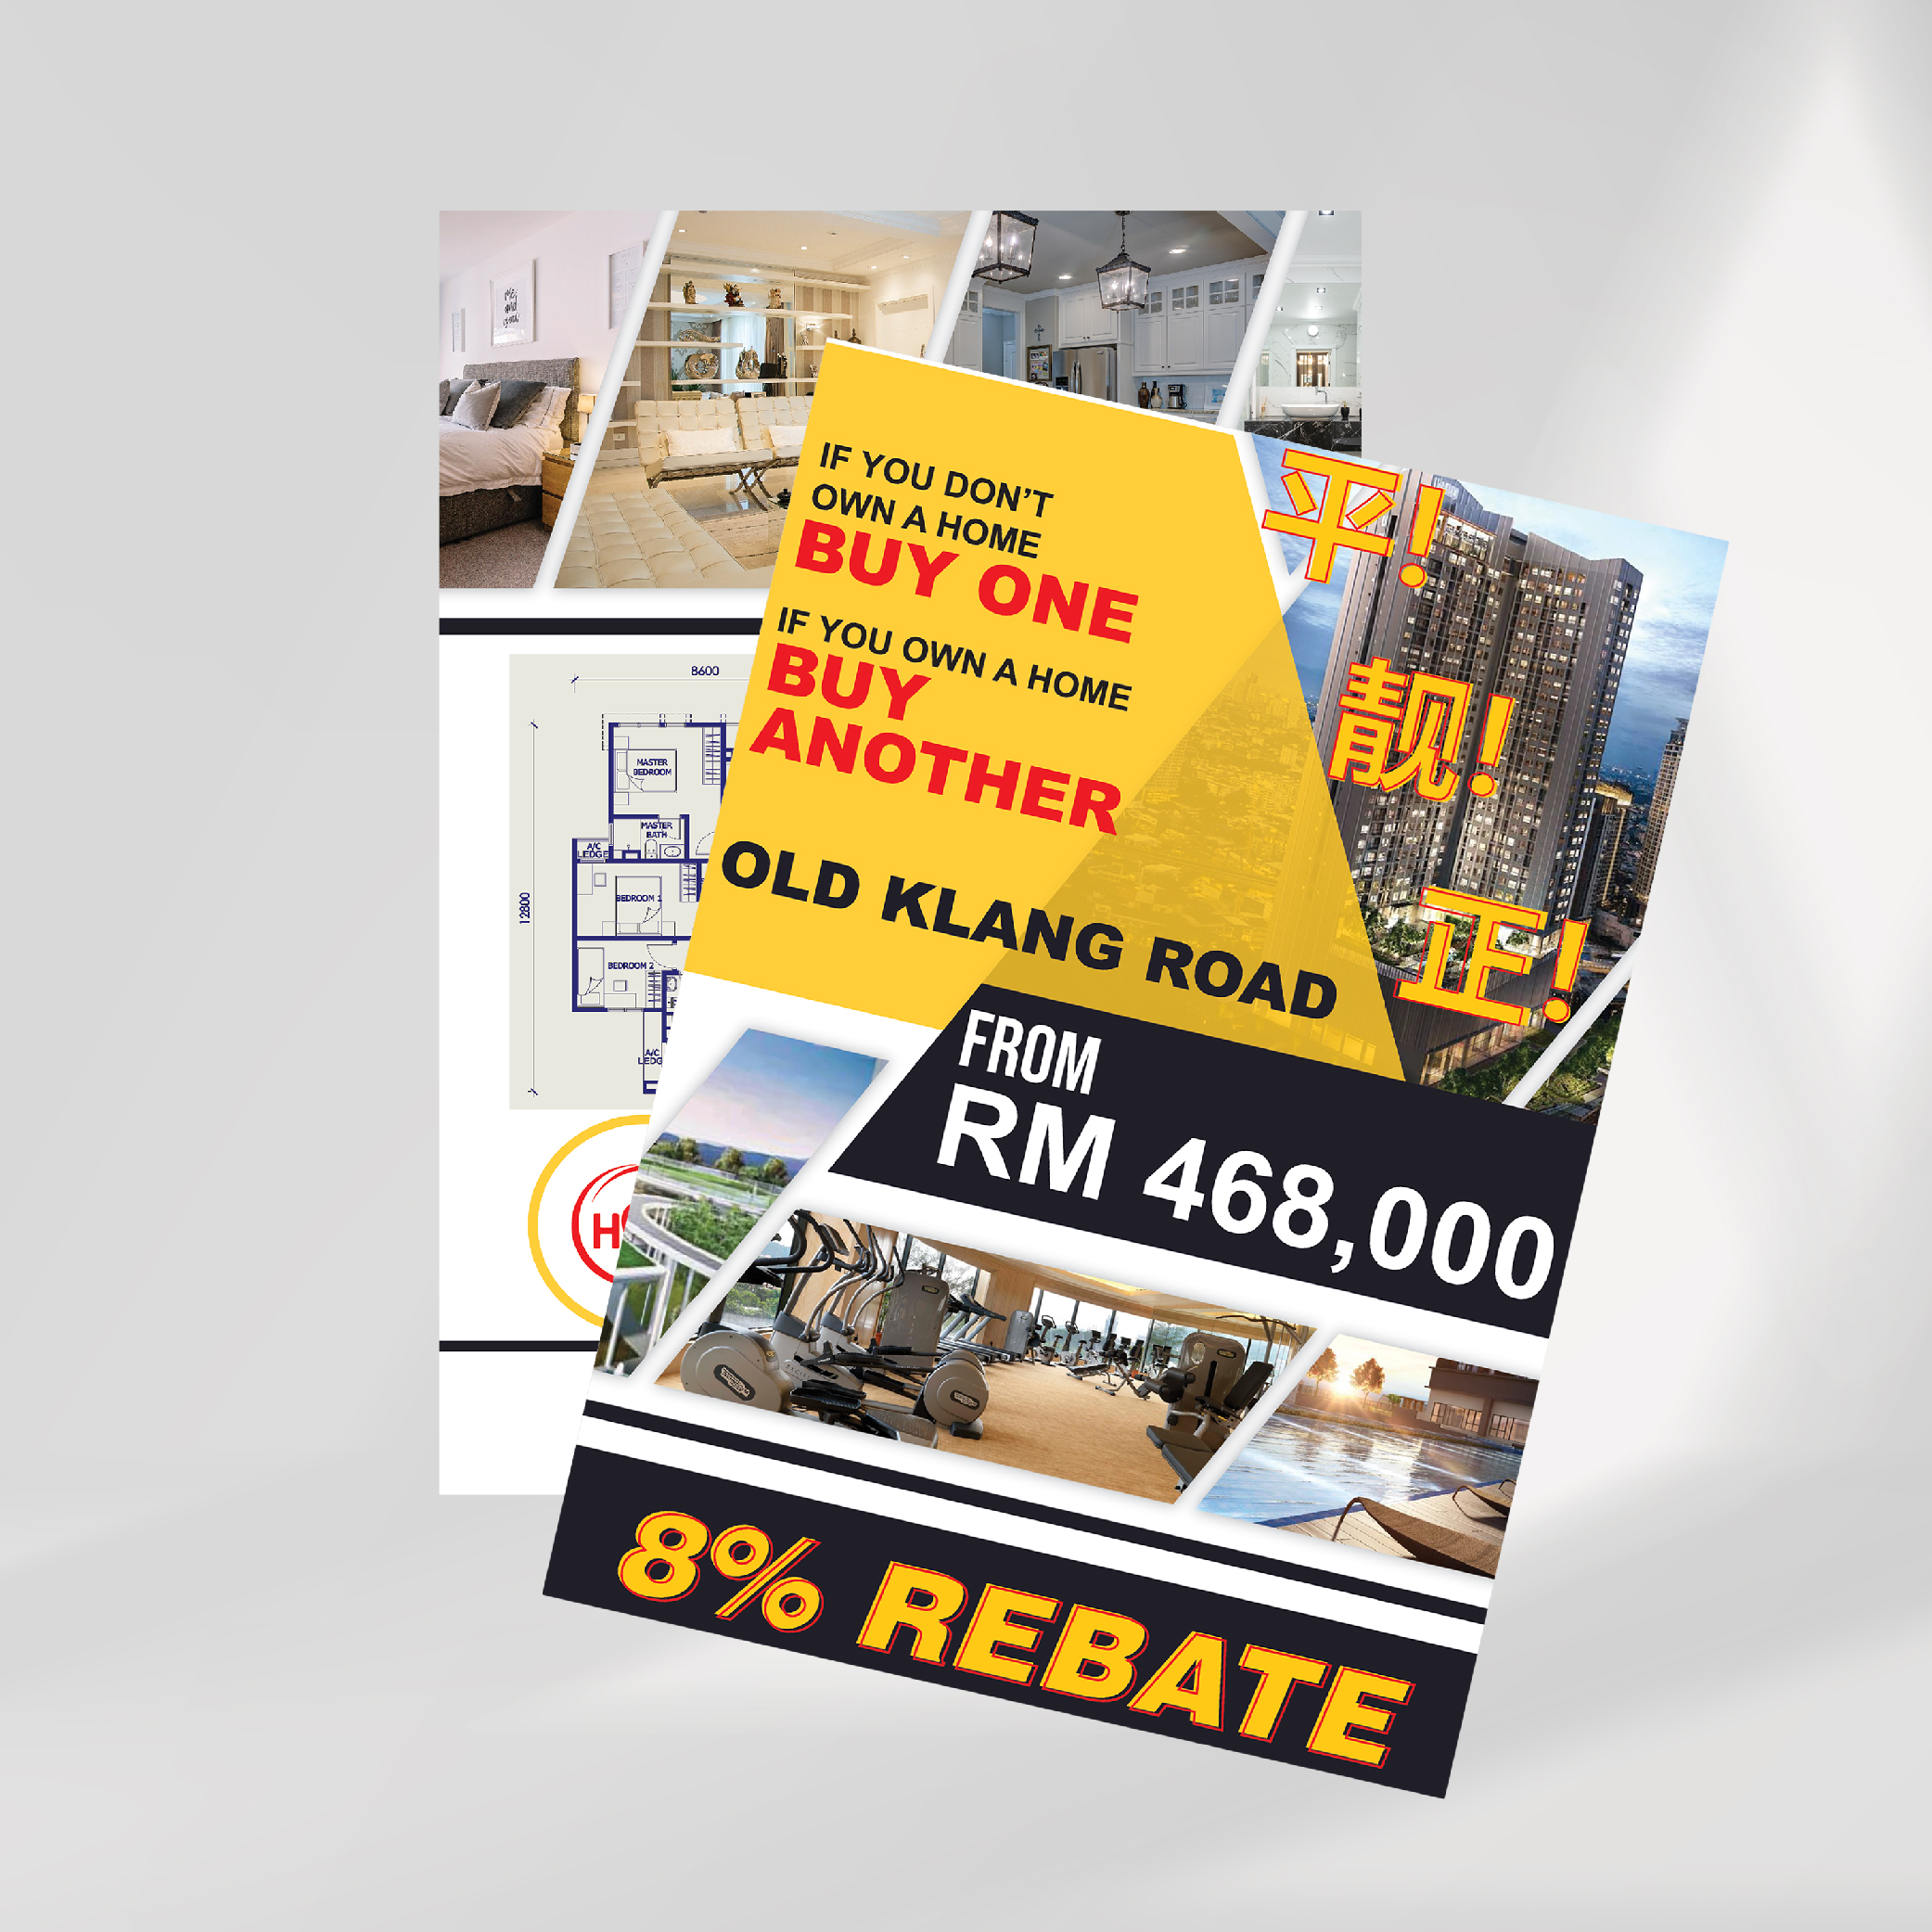 IF YOU DON'T
OWN A HOME
BUY ONE
IF YOU OWN A HOME
BUY
ANOTHER
OLD KLANG ROAD
平!
靓!
正!
FROM
RM 468,000
8% REBATE
8600
12800
MASTER
BEDROOM
MASTER
BATH
A/C
LEDGE
BEDROOM 1
BEDROOM 2
A/C